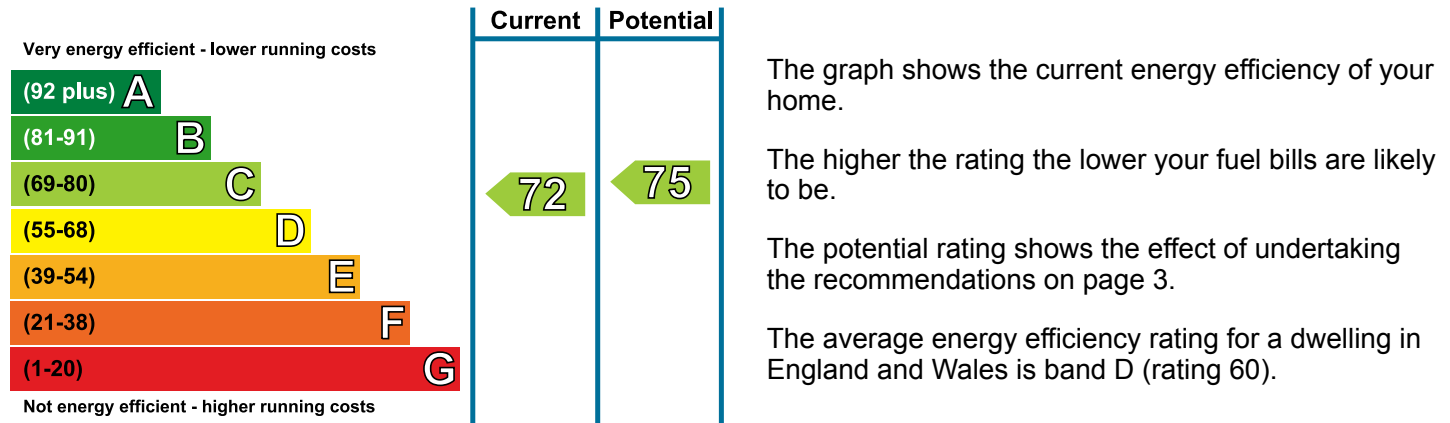 Current Potential
Very energy efficient - lower running costs
(92 plus) A
(81-91) B
(69-80) C
(55-68) D
(39-54) E
(21-38) F
(1-20) G
Not energy efficient - higher running costs
72
75
The graph shows the current energy efficiency of your
home.
The higher the rating the lower your fuel bills are likely
to be.
The potential rating shows the effect of undertaking
the recommendations on page 3.
The average energy efficiency rating for a dwelling in
England and Wales is band D (rating 60).